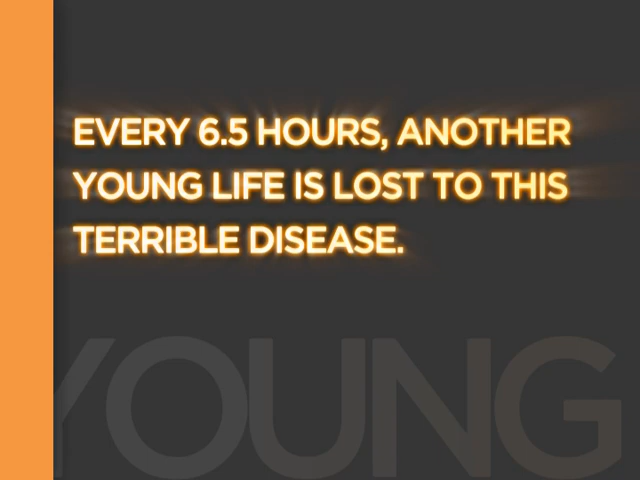 EVERY 6.5 HOURS, ANOTHER
YOUNG LIFE IS LOST TO THIS
TERRIBLE DISEASE.
YOUNG